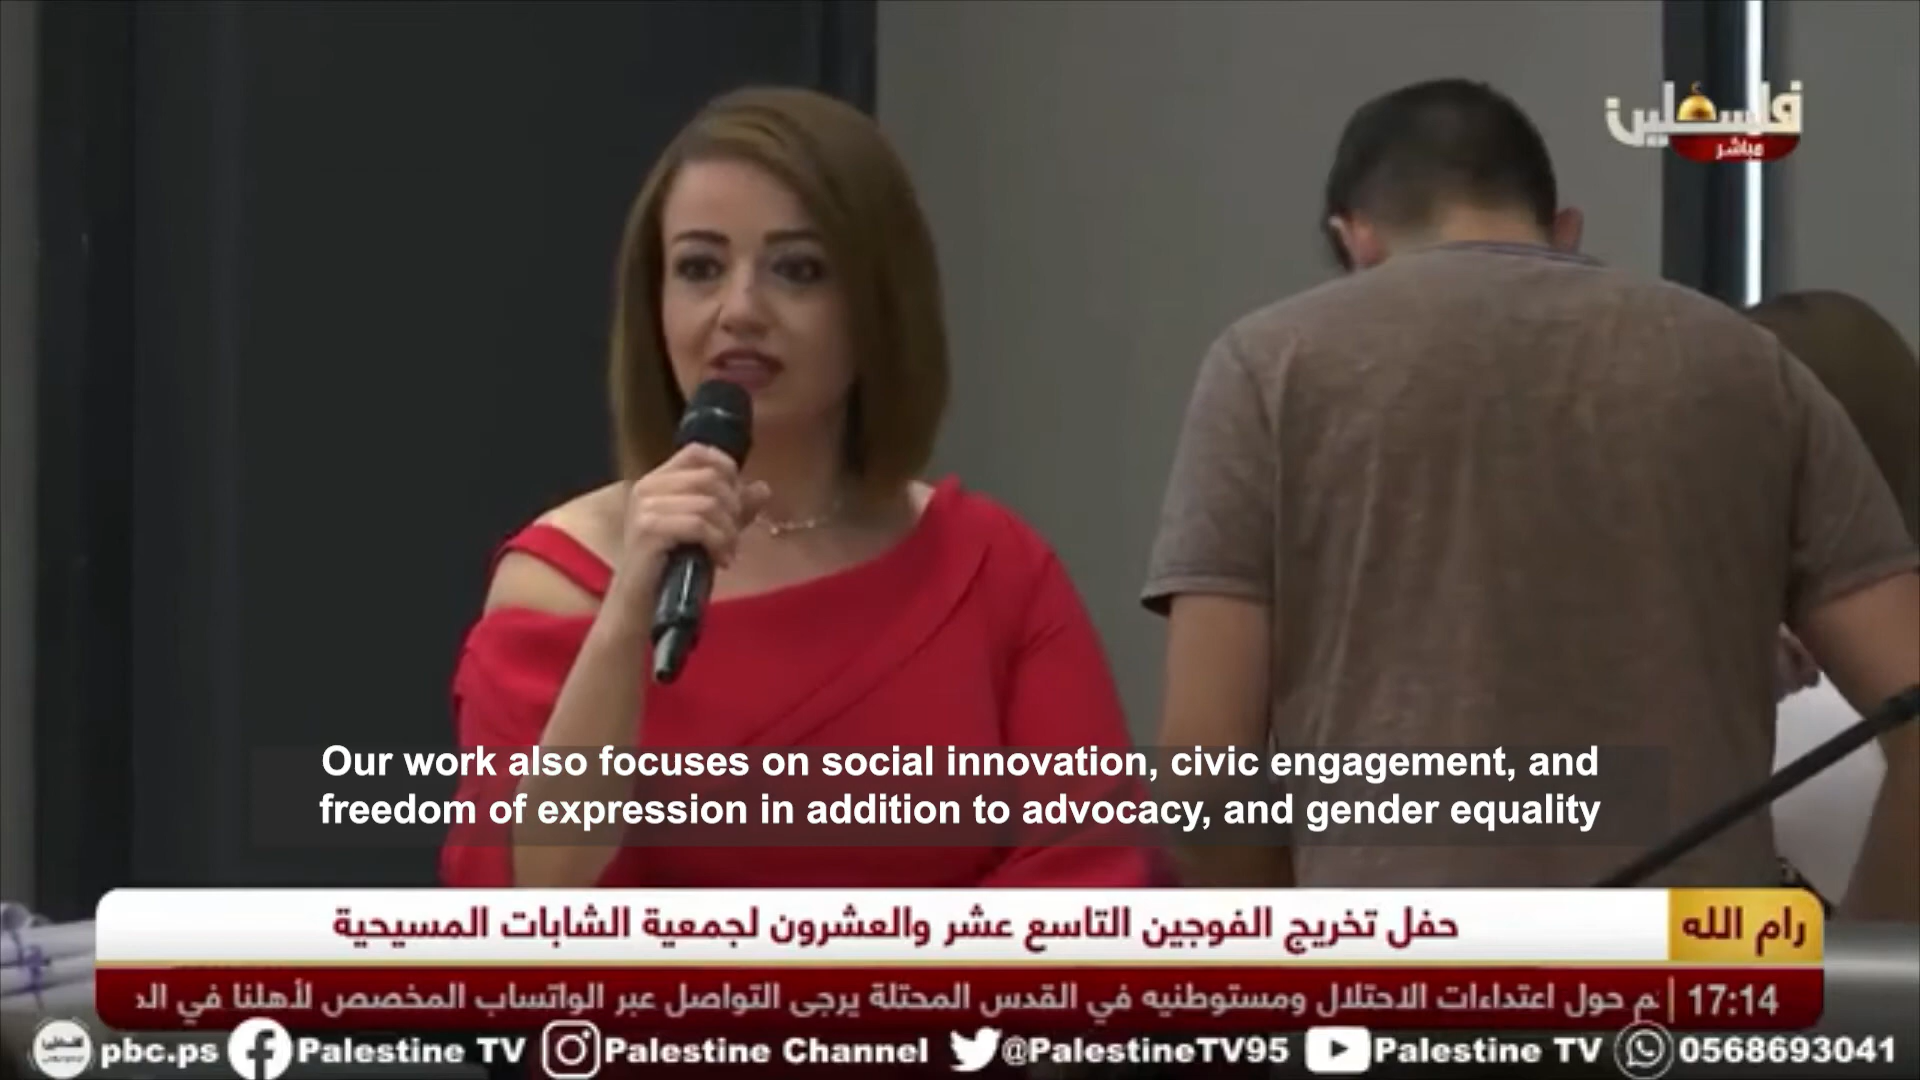 فلسطين
مباشر
Our work also focuses on social innovation, civic engagement, and
freedom of expression in addition to advocacy, and gender equality
رام الله
حفل تخريج الفوجين التاسع عشر والعشرون لجمعية الشابات المسيحية
17:14
حول اعتداءات الاحتلال ومستوطنيه في القدس المحتلة يرجى التواصل عبر الواتساب المخصص لأهلنا في
pbc.ps Palestine TV Palestine Channel @PalestineTV95 Palestine TV 0568693041